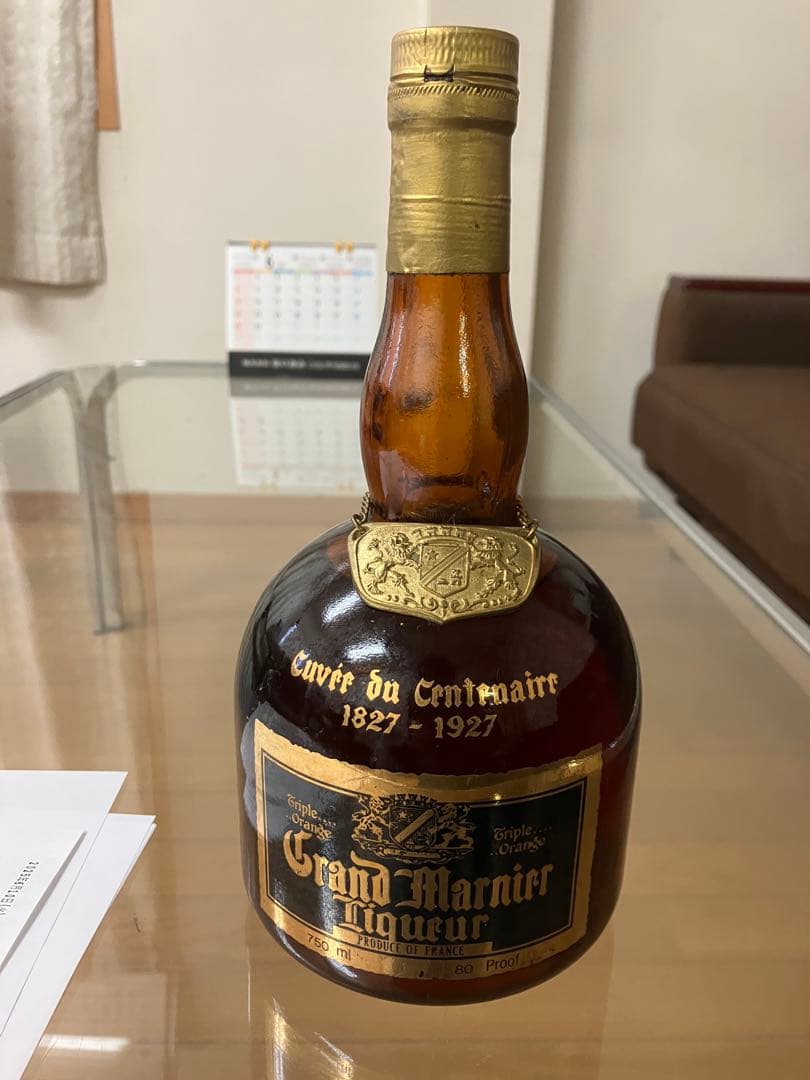 Cuvée du Centenaire
1827 - 1927
Triple....
..Orange
Triple....
..Orange
Grand Marnier
Liqueur
PRODUCE OF FRANCE
750 ml
80 Proof